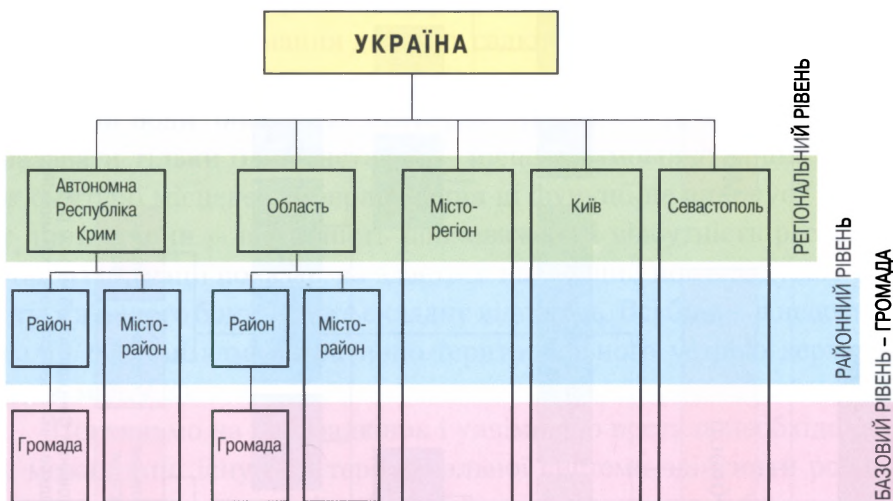 УКРАЇНА
Автономна
Республіка
Крим
Область
Місто-
регіон
Київ
Севастополь
РЕГІОНАЛЬНИЙ РІВЕНЬ
Район
Місто-
район
Район
Місто-
район
РАЙОННИЙ РІВЕНЬ
Громада
Громада
БАЗОВИЙ РІВЕНЬ – ГРОМАДА